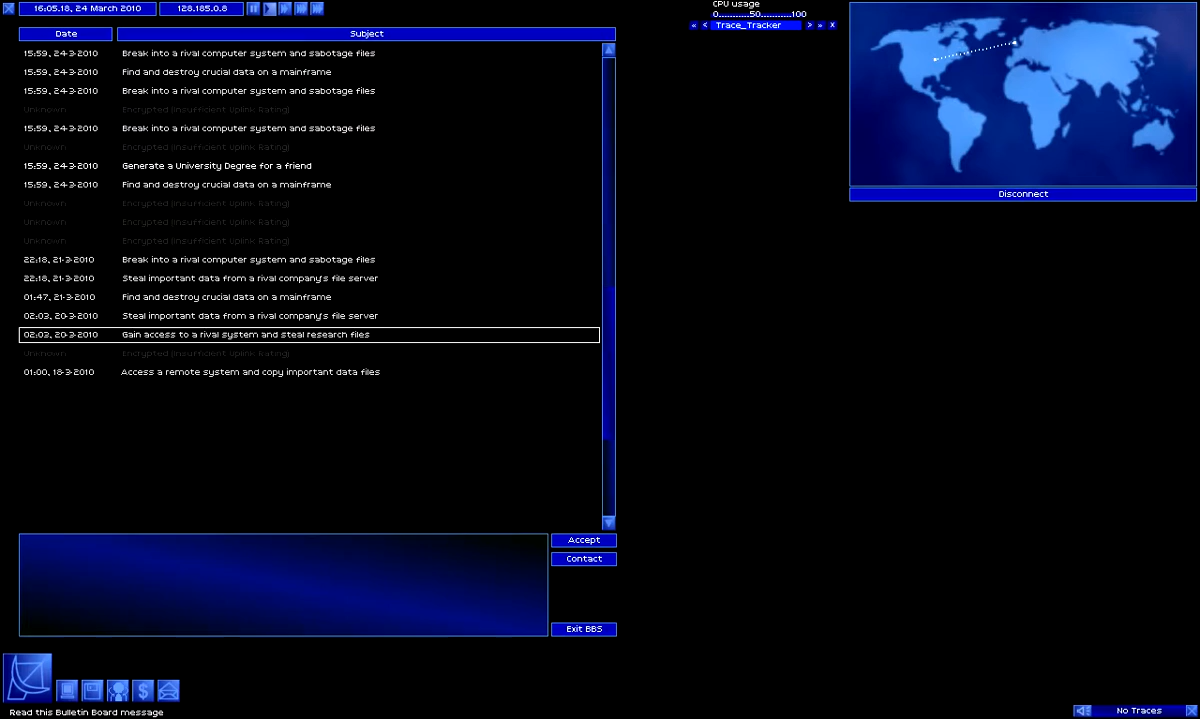 16:05.18, 24 March 2010 128.185.0.8
CPU usage
0...........50...........100
« < Trace_Tracker > » x
Date Subject
15:59, 24-3-2010 Break into a rival computer system and sabotage files
15:59, 24-3-2010 Find and destroy crucial data on a mainframe
15:59, 24-3-2010 Break into a rival computer system and sabotage files
Unknown Encrypted (Insufficient Uplink Rating)
15:59, 24-3-2010 Break into a rival computer system and sabotage files
Unknown Encrypted (Insufficient Uplink Rating)
15:59, 24-3-2010 Generate a University Degree for a friend
15:59, 24-3-2010 Find and destroy crucial data on a mainframe
Unknown Encrypted (Insufficient Uplink Rating)
Unknown Encrypted (Insufficient Uplink Rating)
Unknown Encrypted (Insufficient Uplink Rating)
22:18, 21-3-2010 Break into a rival computer system and sabotage files
22:18, 21-3-2010 Steal important data from a rival company's file server
01:47, 21-3-2010 Find and destroy crucial data on a mainframe
02:03, 20-3-2010 Steal important data from a rival company's file server
02:03, 20-3-2010 Gain access to a rival system and steal research files
Unknown Encrypted (Insufficient Uplink Rating)
01:00, 18-3-2010 Access a remote system and copy important data files
Disconnect
Accept
Contact
Exit BBS
Read this Bulletin Board message
No Traces